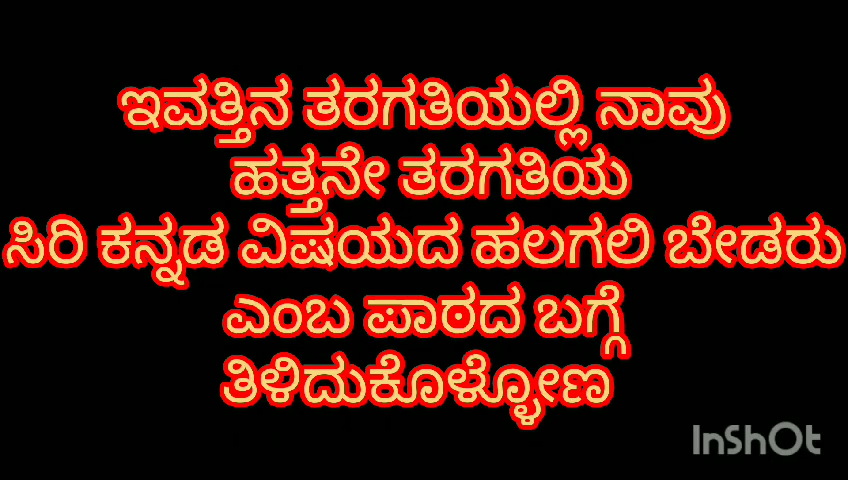 ಇವತ್ತಿನ ತರಗತಿಯಲ್ಲಿ ನಾವು
ಹತ್ತನೇ ತರಗತಿಯ
ಸಿರಿ ಕನ್ನಡ ವಿಷಯದ ಹಲಗಲಿ ಬೇಡರು
ಎಂಬ ಪಾಠದ ಬಗ್ಗೆ
ತಿಳಿದುಕೊಳ್ಳೋಣ
InShOt